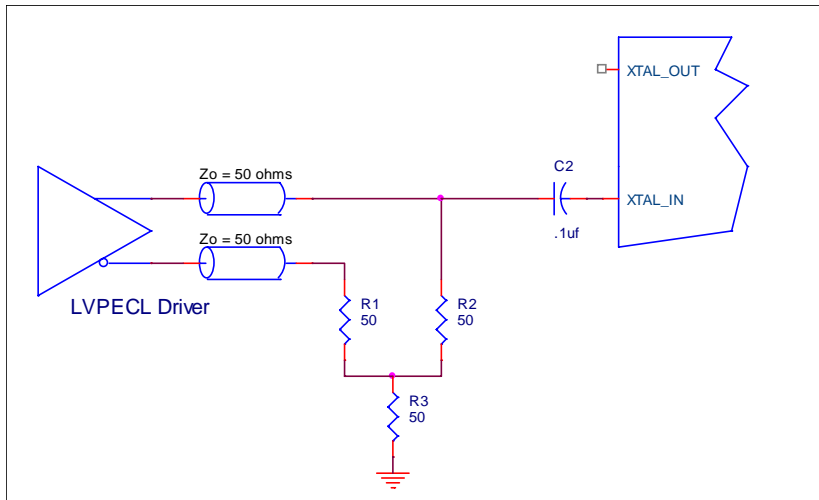 XTAL_OUT
C2
Zo = 50 ohms
XTAL_IN
.1uf
Zo = 50 ohms
LVPECL Driver
R1
50
R2
50
R3
50